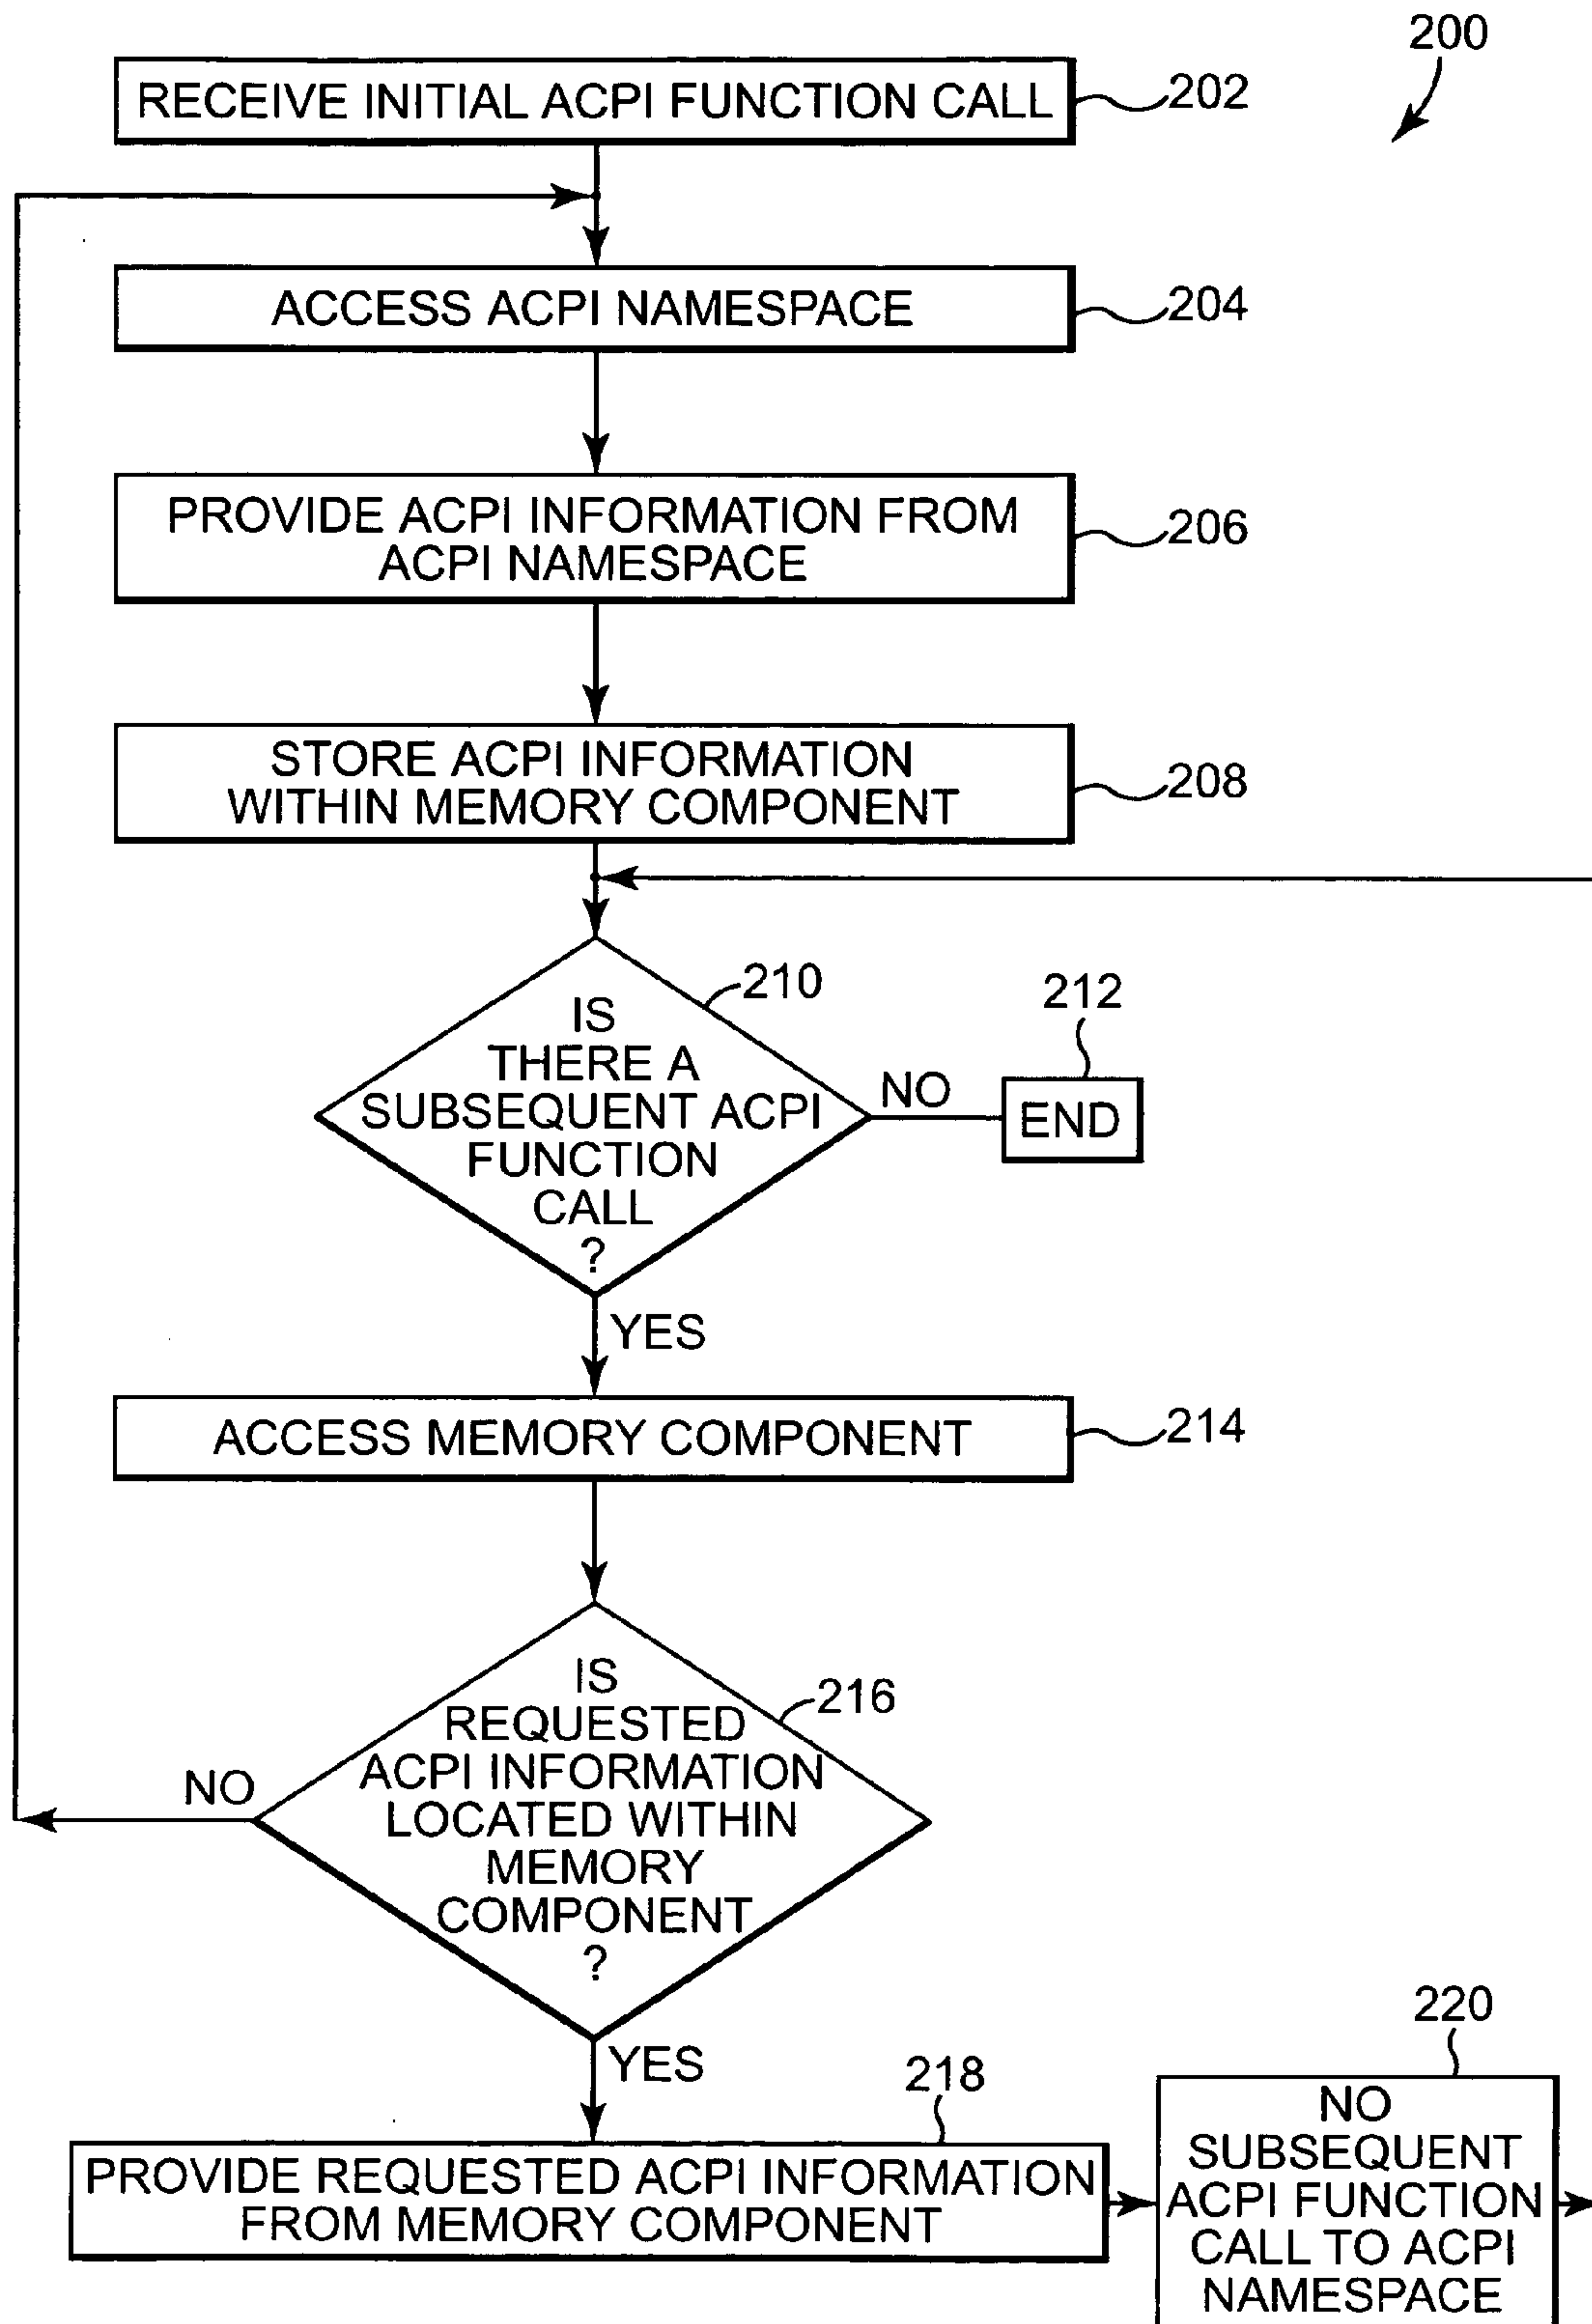 200
RECEIVE INITIAL ACPI FUNCTION CALL
202
ACCESS ACPI NAMESPACE
204
PROVIDE ACPI INFORMATION FROM
ACPI NAMESPACE
206
STORE ACPI INFORMATION
WITHIN MEMORY COMPONENT
208
IS
THERE A
SUBSEQUENT ACPI
FUNCTION
CALL
?
210
NO
212
END
YES
ACCESS MEMORY COMPONENT
214
IS
REQUESTED
ACPI INFORMATION
LOCATED WITHIN
MEMORY
COMPONENT
?
216
NO
YES
218
PROVIDE REQUESTED ACPI INFORMATION
FROM MEMORY COMPONENT
220
NO
SUBSEQUENT
ACPI FUNCTION
CALL TO ACPI
NAMESPACE